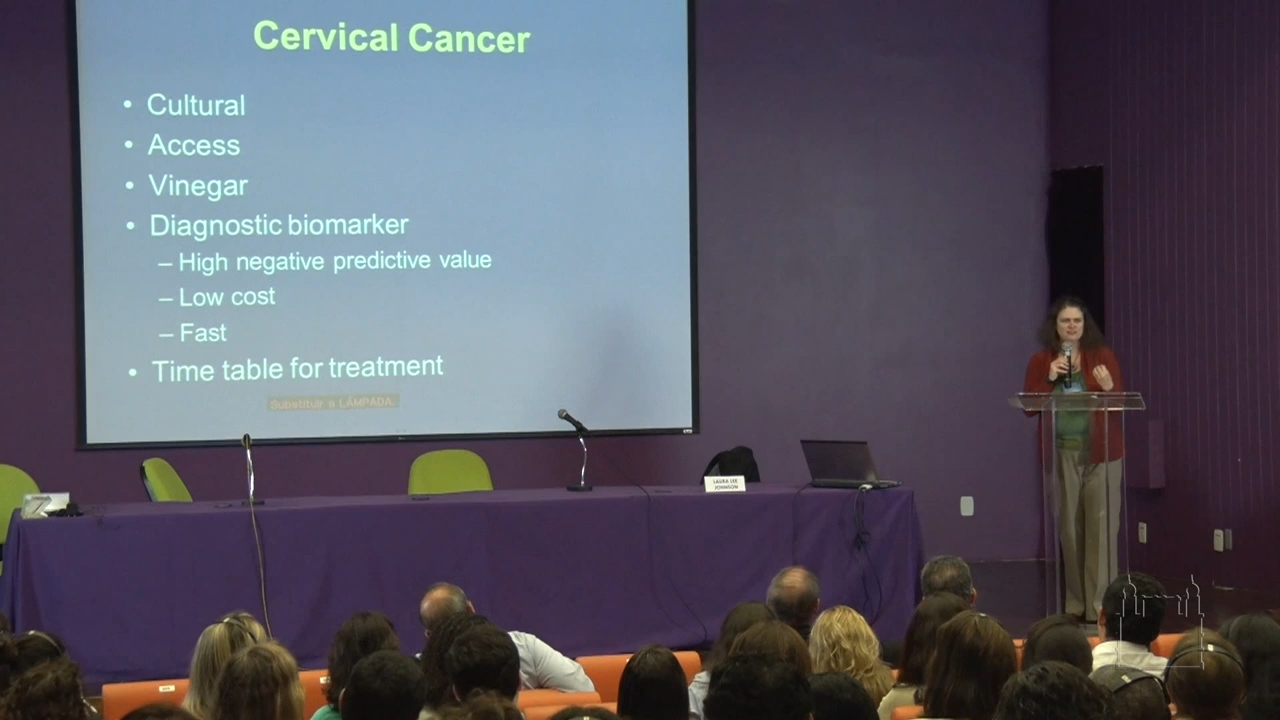 Cervical Cancer
• Cultural
• Access
• Vinegar
• Diagnostic biomarker
– High negative predictive value
– Low cost
– Fast
• Time table for treatment
Substituir a LÂMPADA.
LAURA LEE
JOHNSON